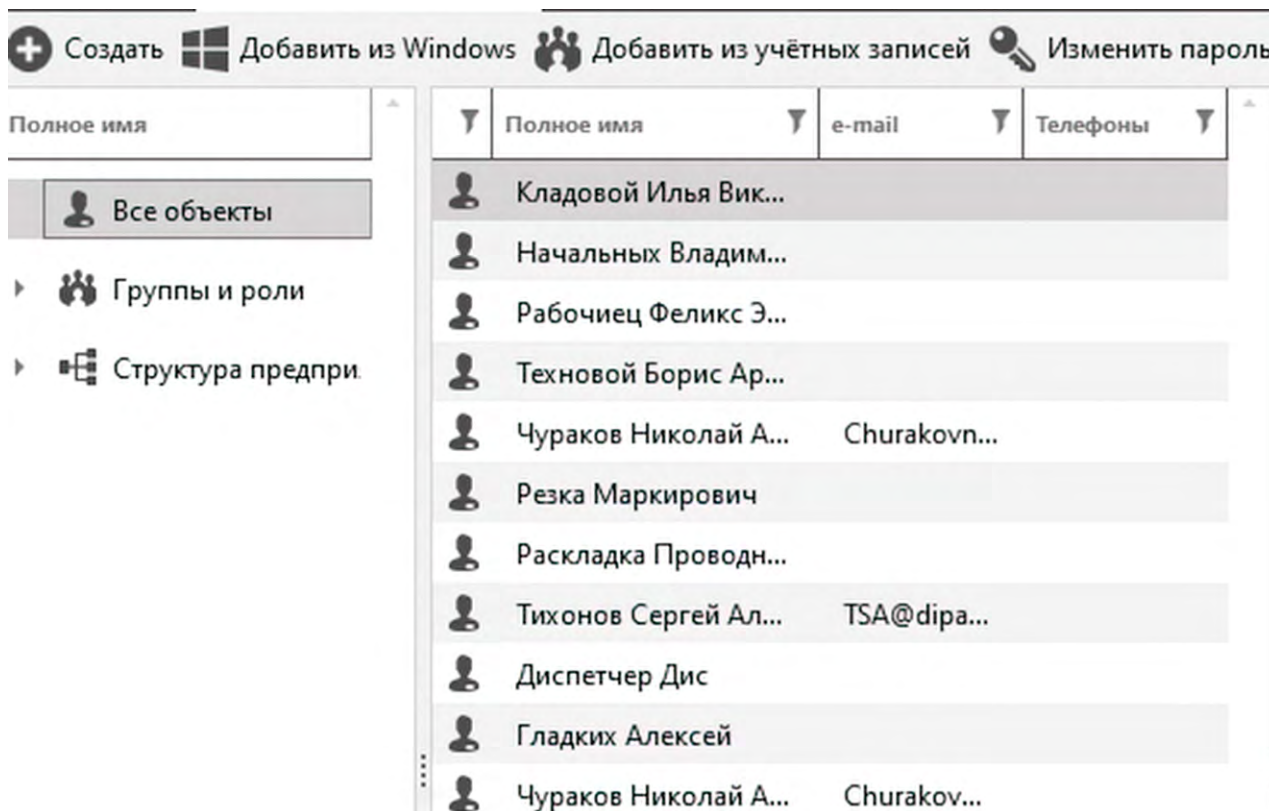 Создать Добавить из Windows Добавить из учётных записей Изменить пароль
Полное имя
Все объекты
Группы и роли
Структура предпри
Полное имя e-mail Телефоны
Кладовой Илья Вик...
Начальных Владим...
Рабочиец Феликс Э...
Техновой Борис Ар...
Чураков Николай А... Churakovn...
Резка Маркирович
Раскладка Проводн...
Тихонов Сергей Ал... TSA@dipa...
Диспетчер Дис
Гладких Алексей
Чураков Николай А... Churakov...